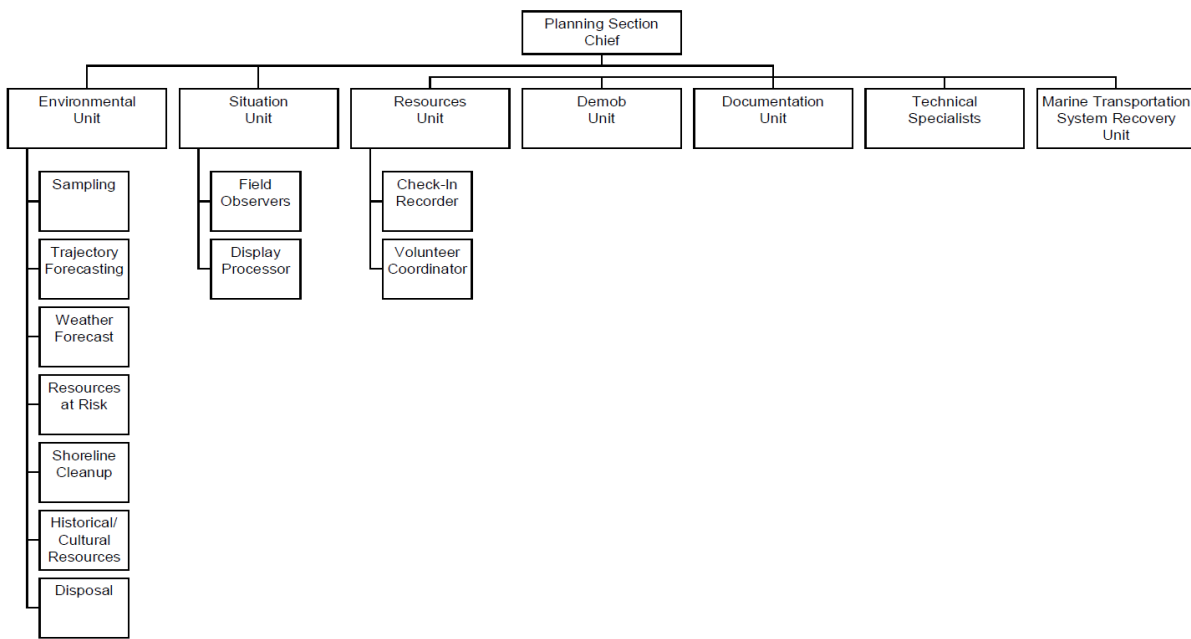 Planning Section
Chief
Environmental
Unit
Situation
Unit
Resources
Unit
Demob
Unit
Documentation
Unit
Technical
Specialists
Marine Transportation
System Recovery
Unit
Sampling
Trajectory
Forecasting
Weather
Forecast
Resources
at Risk
Shoreline
Cleanup
Historical/
Cultural
Resources
Disposal
Field
Observers
Display
Processor
Check-In
Recorder
Volunteer
Coordinator